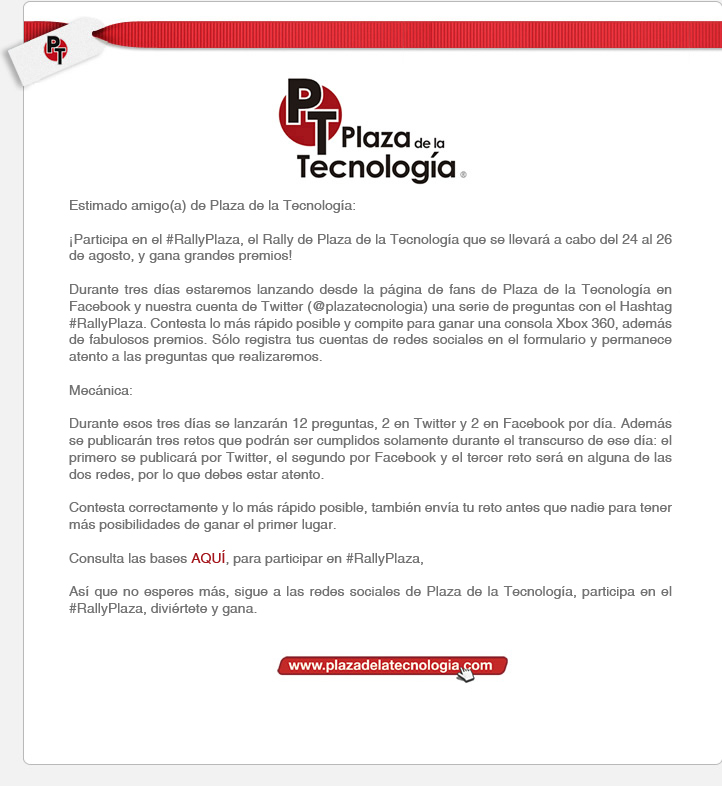 PT
PT
Plaza de la
Tecnología ®
Estimado amigo(a) de Plaza de la Tecnología:
¡Participa en el #RallyPlaza, el Rally de Plaza de la Tecnología que se llevará a cabo del 24 al 26
de agosto, y gana grandes premios!
Durante tres días estaremos lanzando desde la página de fans de Plaza de la Tecnología en
Facebook y nuestra cuenta de Twitter (@plazatecnologia) una serie de preguntas con el Hashtag
#RallyPlaza. Contesta lo más rápido posible y compite para ganar una consola Xbox 360, además
de fabulosos premios. Sólo registra tus cuentas de redes sociales en el formulario y permanece
atento a las preguntas que realizaremos.
Mecánica:
Durante esos tres días se lanzarán 12 preguntas, 2 en Twitter y 2 en Facebook por día. Además
se publicarán tres retos que podrán ser cumplidos solamente durante el transcurso de ese día: el
primero se publicará por Twitter, el segundo por Facebook y el tercer reto será en alguna de las
dos redes, por lo que debes estar atento.
Contesta correctamente y lo más rápido posible, también envía tu reto antes que nadie para tener
más posibilidades de ganar el primer lugar.
Consulta las bases AQUÍ, para participar en #RallyPlaza,
Así que no esperes más, sigue a las redes sociales de Plaza de la Tecnología, participa en el
#RallyPlaza, diviértete y gana.
www.plazadelatecnologia.com